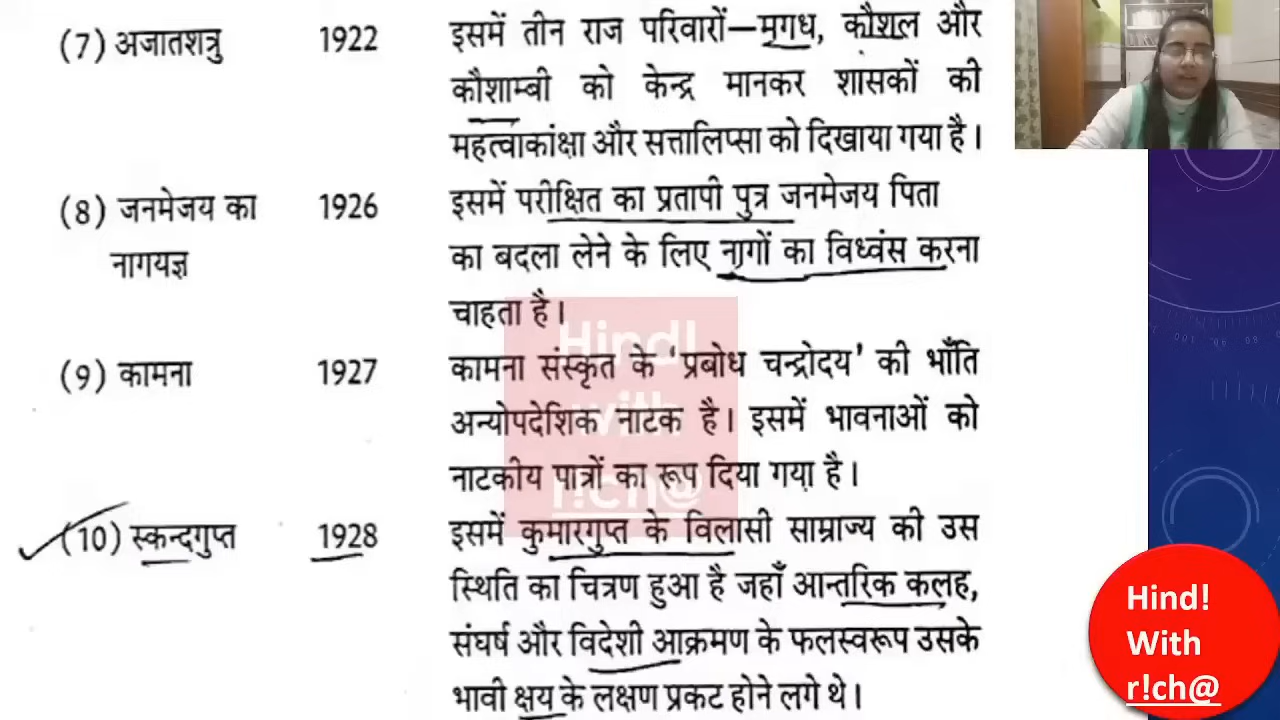 (7) अजातशत्रु 1922 इसमें तीन राज परिवारों—मगध, कौशल और
कौशाम्बी को केन्द्र मानकर शासकों की
महत्वाकांक्षा और सत्तालिप्सा को दिखाया गया है।
(8) जनमेजय का 1926 इसमें परीक्षित का प्रतापी पुत्र जनमेजय पिता
नागयज्ञ का बदला लेने के लिए नागों का विध्वंस करना
चाहता है।
(9) कामना 1927 कामना संस्कृत के ‘प्रबोध चन्द्रोदय’ की भाँति
अन्योपदेशिक नाटक है। इसमें भावनाओं को
नाटकीय पात्रों का रूप दिया गया है।
(10) स्कन्दगुप्त 1928 इसमें कुमारगुप्त के विलासी साम्राज्य की उस
स्थिति का चित्रण हुआ है जहाँ आन्तरिक कलह,
संघर्ष और विदेशी आक्रमण के फलस्वरूप उसके
भावी क्षय के लक्षण प्रकट होने लगे थे।
Hind!
with
r!ch@
Hind!
With
r!ch@